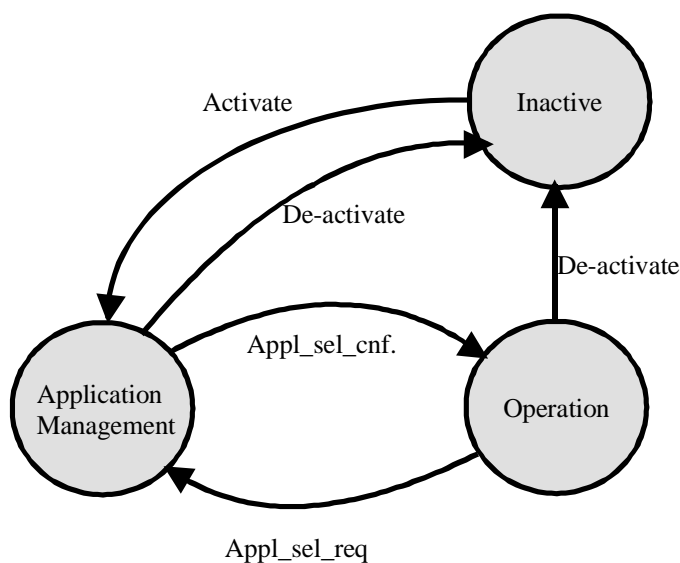 Activate
Inactive
De-activate
De-activate
Appl_sel_cnf.
Application
Management
Operation
Appl_sel_req